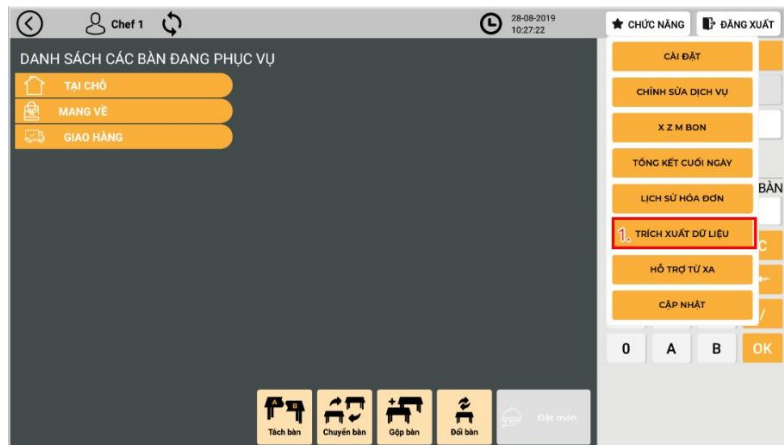 Chef 1
28-08-2019
10:27:22
CHỨC NĂNG
ĐĂNG XUẤT
DANH SÁCH CÁC BÀN ĐANG PHỤC VỤ
TẠI CHỖ
MANG VỀ
GIAO HÀNG
CÀI ĐẶT
CHỈNH SỬA DỊCH VỤ
X Z M BON
TỔNG KẾT CUỐI NGÀY
LỊCH SỬ HÓA ĐƠN
BÀN
1. TRÍCH XUẤT DỮ LIỆU
C
HỖ TRỢ TỪ XA
CẬP NHẬT
/
0 A B OK
A B
Tách bàn
Chuyển bàn
Gộp bàn
Đổi bàn
Đặt món